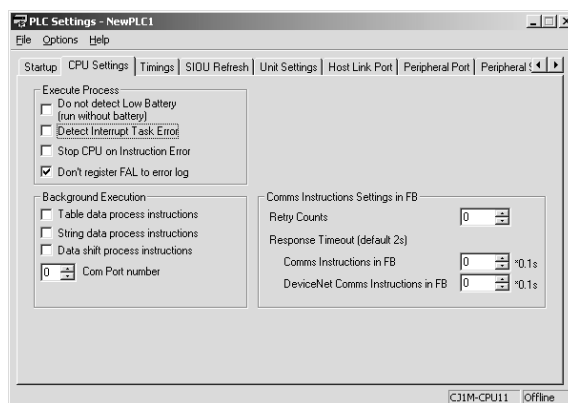 PLC Settings - NewPLC1
File Options Help
Startup CPU Settings Timings SIOU Refresh Unit Settings Host Link Port Peripheral Port Peripheral S
Execute Process
Do not detect Low Battery
(run without battery)
Detect Interrupt Task Error
Stop CPU on Instruction Error
Don't register FAL to error log
Background Execution
Table data process instructions
String data process instructions
Data shift process instructions
0 Com Port number
Comms Instructions Settings in FB
Retry Counts 0
Response Timeout (default 2s)
Comms Instructions in FB 0 *0.1s
DeviceNet Comms Instructions in FB 0 *0.1s
CJ1M-CPU11 Offline